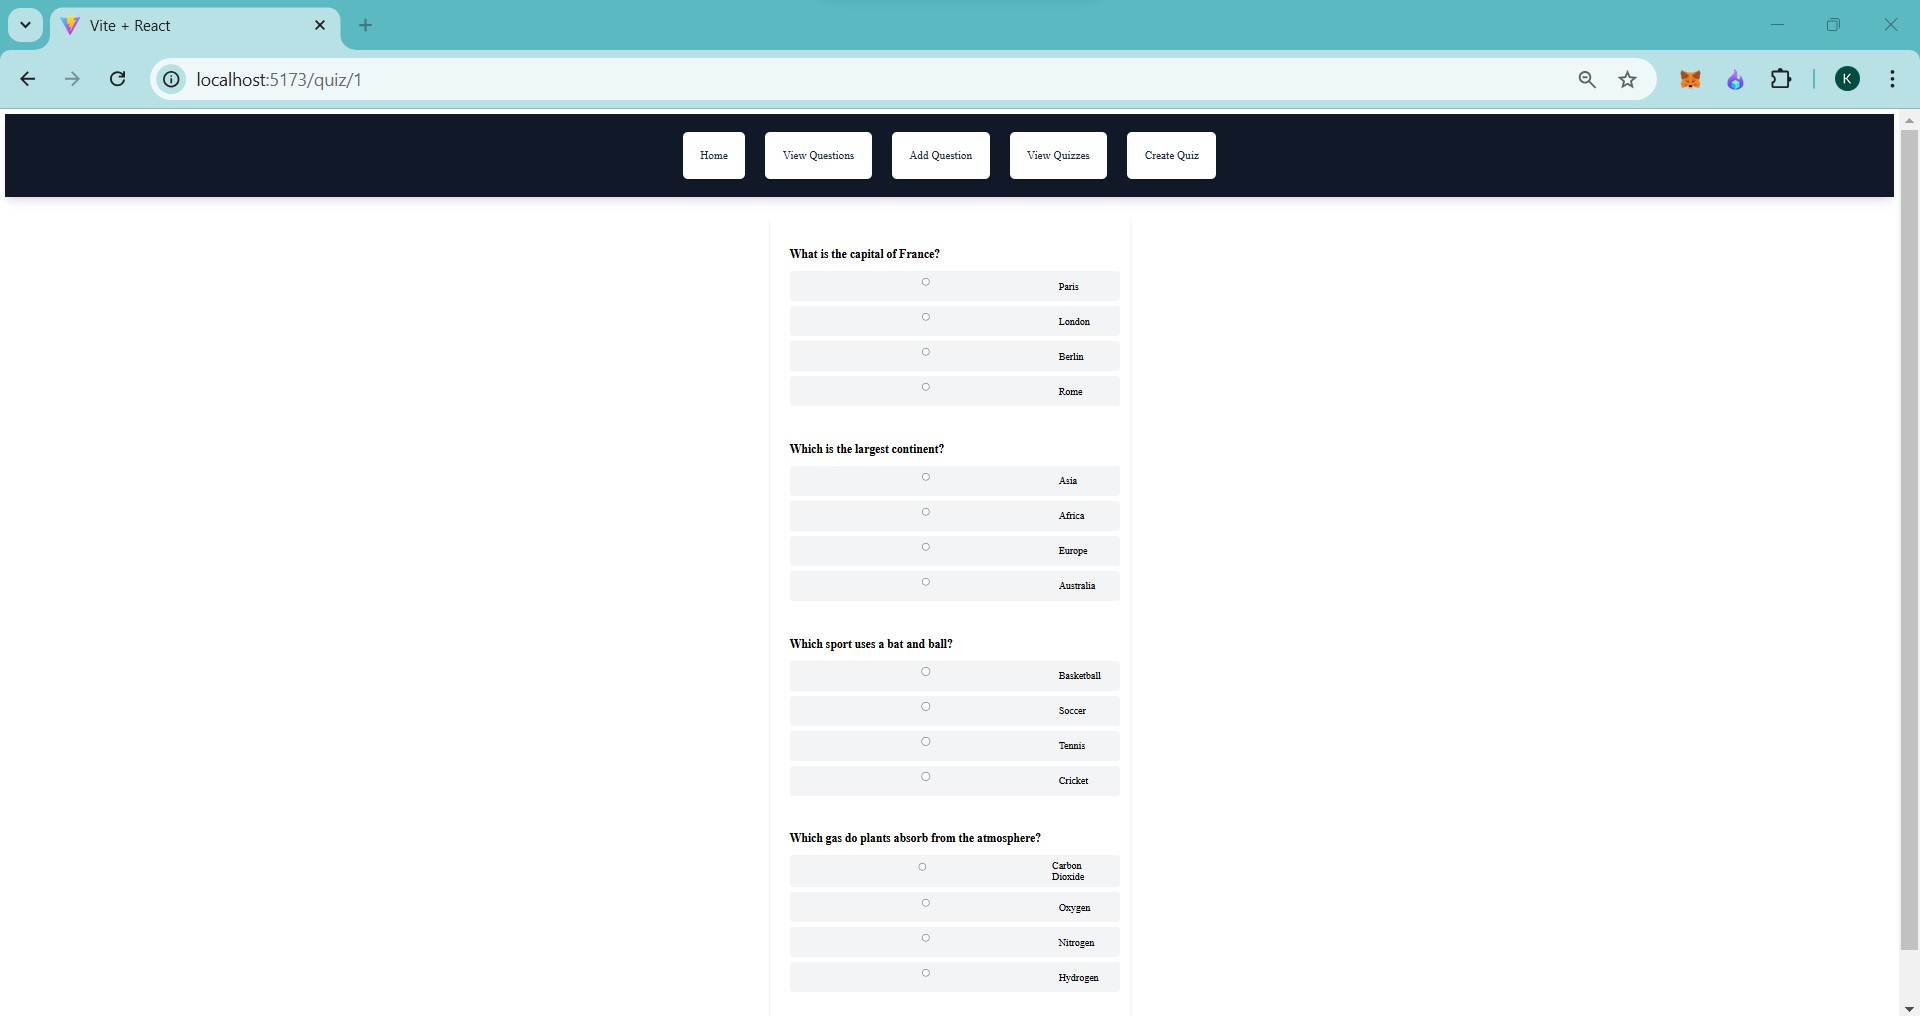 Vite + React
localhost:5173/quiz/1
K
Home
View Questions
Add Question
View Quizzes
Create Quiz
What is the capital of France?
Paris
London
Berlin
Rome
Which is the largest continent?
Asia
Africa
Europe
Australia
Which sport uses a bat and ball?
Basketball
Soccer
Tennis
Cricket
Which gas do plants absorb from the atmosphere?
Carbon
Dioxide
Oxygen
Nitrogen
Hydrogen